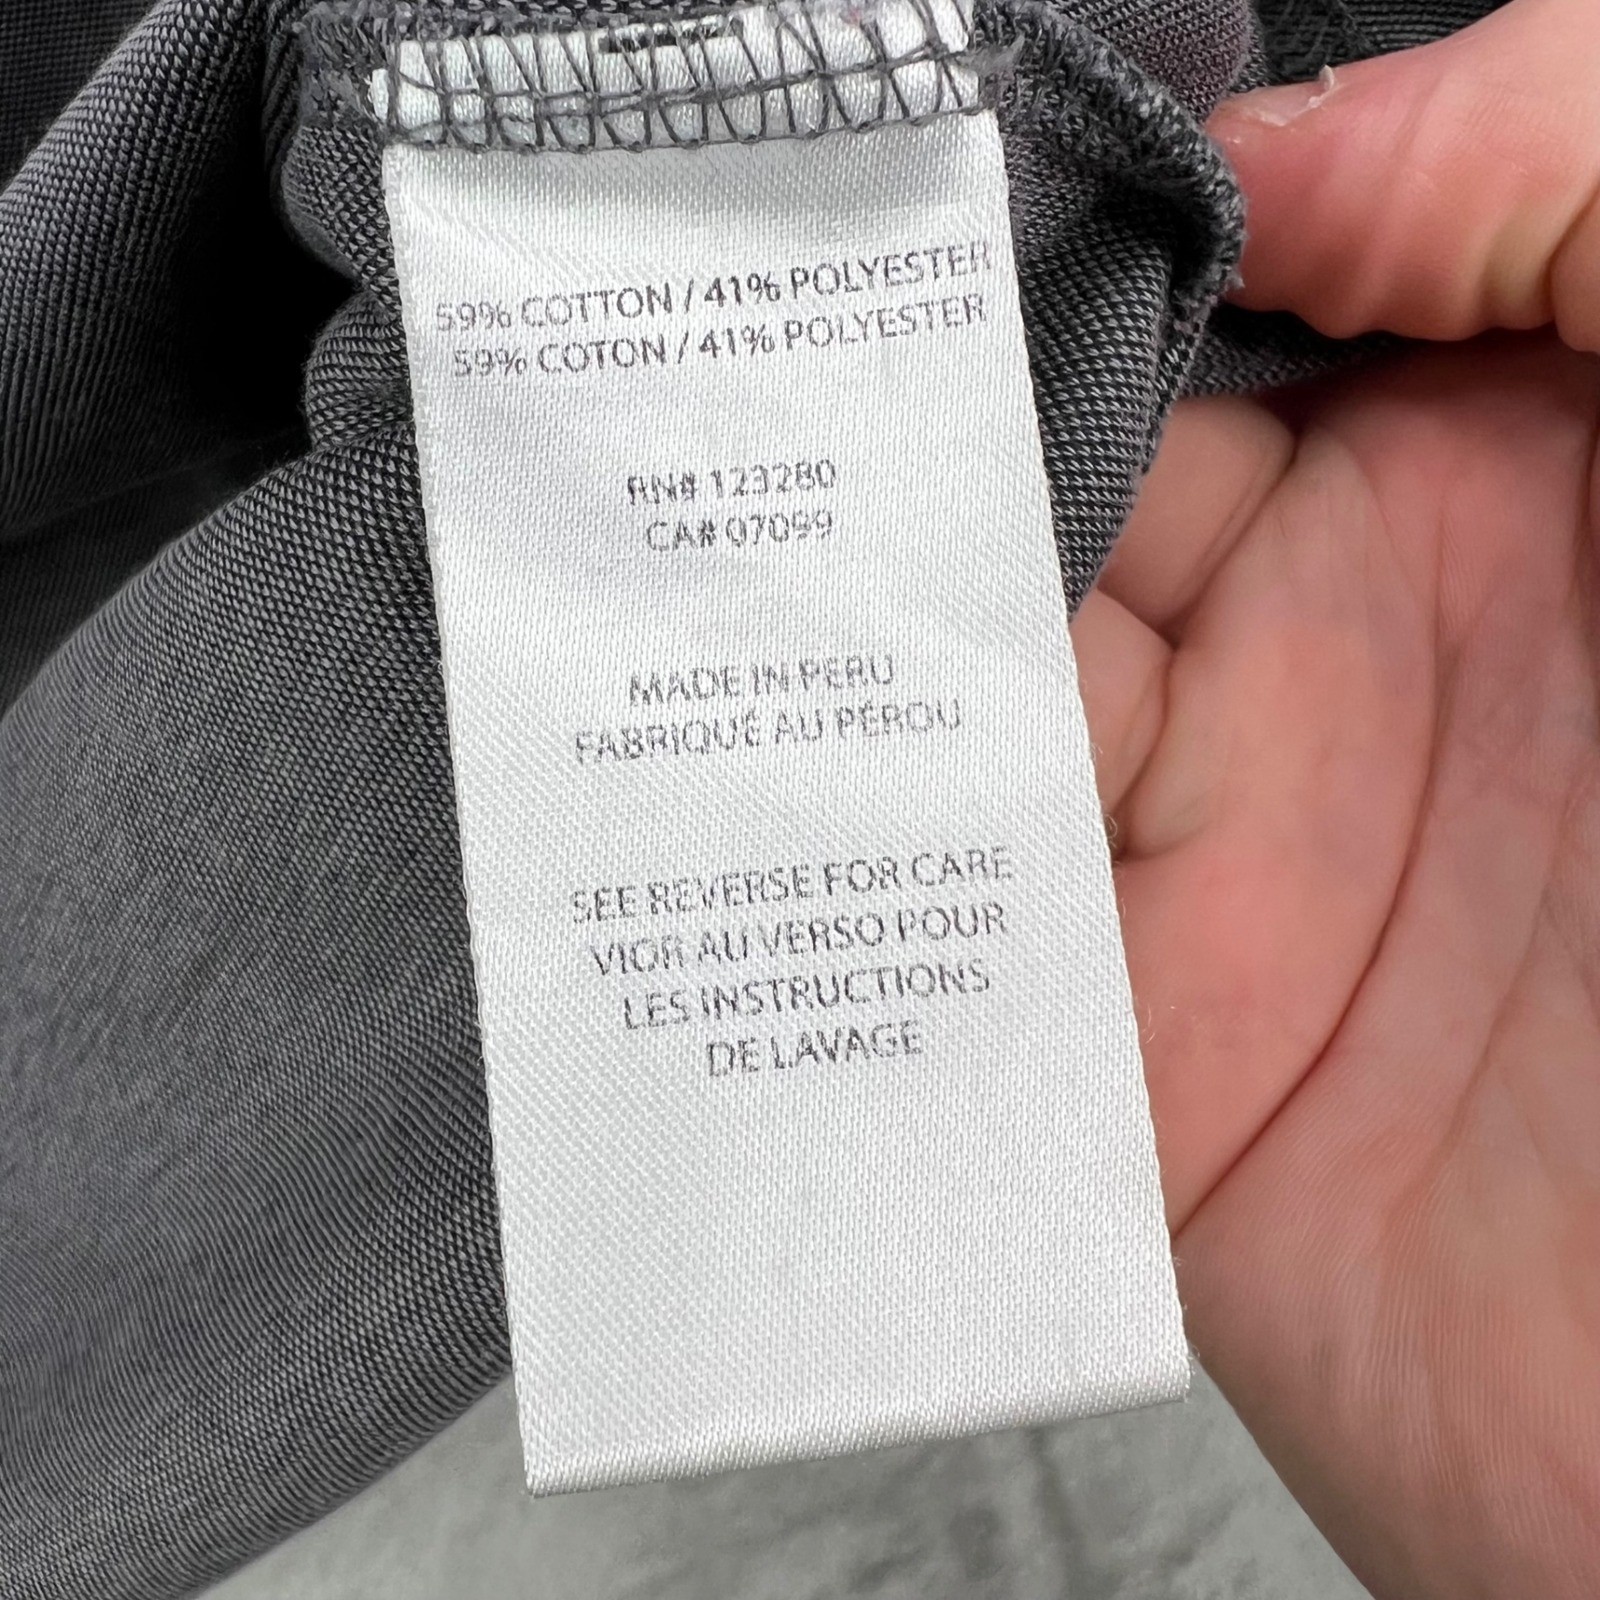 59% COTTON / 41% POLYESTER
59% COTON / 41% POLYESTER
RN# 123280
CA# 07099
MADE IN PERU
FABRIQUÉ AU PÉROU
SEE REVERSE FOR CARE
VIOR AU VERSO POUR
LES INSTRUCTIONS
DE LAVAGE